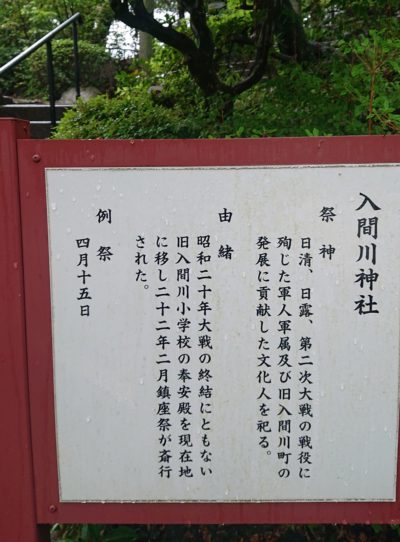 入間川神社
祭神
日清、日露、第二次大戦の戦役に
殉じた軍人軍属及び旧入間川町の
発展に貢献した文化人を祀る。
由緒
昭和二十年大戦の終結にともない
旧入間川小学校の奉安殿を現在地
に移し二十二年二月鎮座祭が斎行
された。
例祭
四月十五日